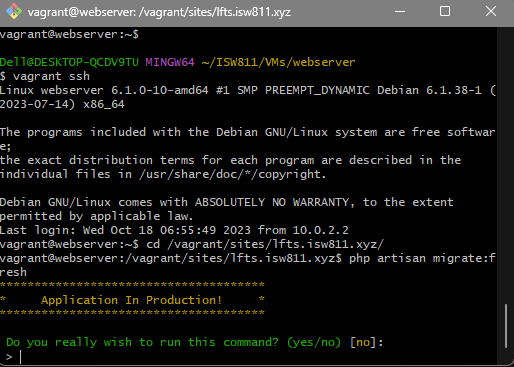 vagrant@webserver: /vagrant/sites/lfts.isw811.xyz
vagrant@webserver:~$
Dell@DESKTOP-QCDV9TU MINGW64 ~/ISW811/VMs/webserver
$ vagrant ssh
Linux webserver 6.1.0-10-amd64 #1 SMP PREEMPT_DYNAMIC Debian 6.1.38-1 (
2023-07-14) x86_64
The programs included with the Debian GNU/Linux system are free softwar
e;
the exact distribution terms for each program are described in the
individual files in /usr/share/doc/*/copyright.
Debian GNU/Linux comes with ABSOLUTELY NO WARRANTY, to the extent
permitted by applicable law.
Last login: Wed Oct 18 06:55:49 2023 from 10.0.2.2
vagrant@webserver:~$ cd /vagrant/sites/lfts.isw811.xyz/
vagrant@webserver:/vagrant/sites/lfts.isw811.xyz$ php artisan migrate:f
resh
**************************************
*     Application In Production!     *
**************************************
Do you really wish to run this command? (yes/no) [no]:
>